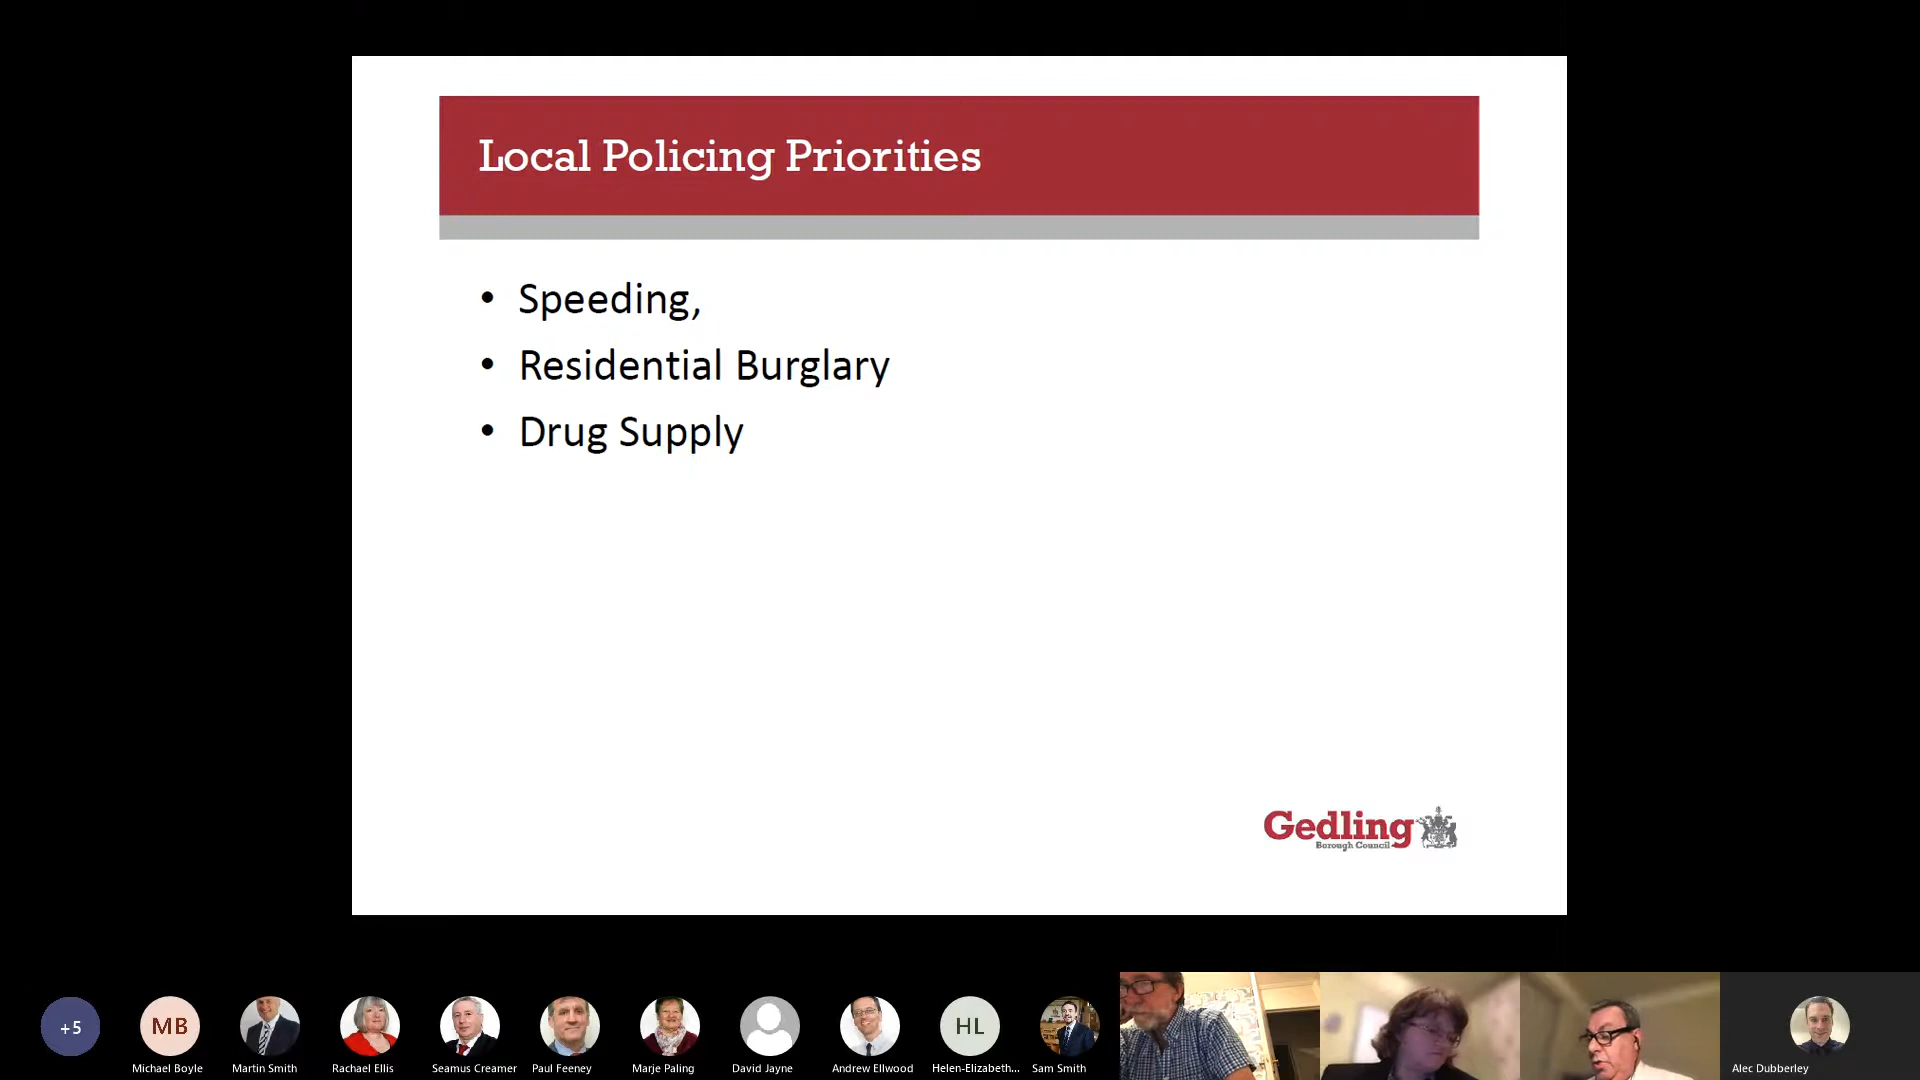 Local Policing Priorities
• Speeding,
• Residential Burglary
• Drug Supply
Gedling
Borough Council
+5
MB
HL
Michael Boyle
Martin Smith
Rachael Ellis
Seamus Creamer
Paul Feeney
Marje Paling
David Jayne
Andrew Ellwood
Helen-Elizabeth...
Sam Smith
Alec Dubberley